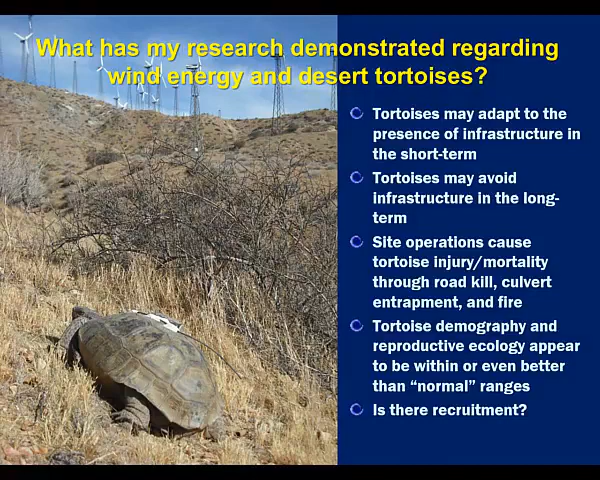 What has my research demonstrated regarding
wind energy and desert tortoises?
Tortoises may adapt to the
presence of infrastructure in
the short-term
Tortoises may avoid
infrastructure in the long-
term
Site operations cause
tortoise injury/mortality
through road kill, culvert
entrapment, and fire
Tortoise demography and
reproductive ecology appear
to be within or even better
than “normal” ranges
Is there recruitment?